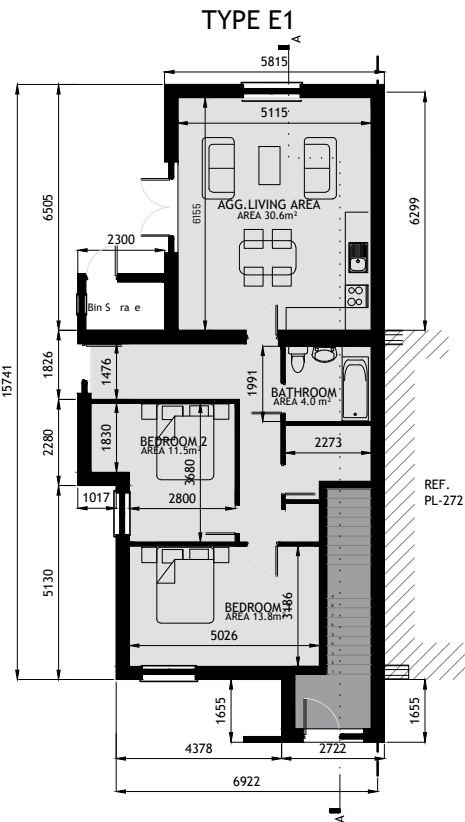 TYPE E1
A
5815
5115
6505
6155
6299
AGG.LIVING AREA
AREA 30.6m²
2300
Bin S ra e
15741
1826
1476
1991
BATHROOM
AREA 4.0 m²
2280
1830
BEDROOM 2
AREA 11.5m²
3680
2273
REF.
PL-272
1017
2800
5130
BEDROOM
AREA 13.8m²
3186
5026
1655
1655
4378
2722
6922
A